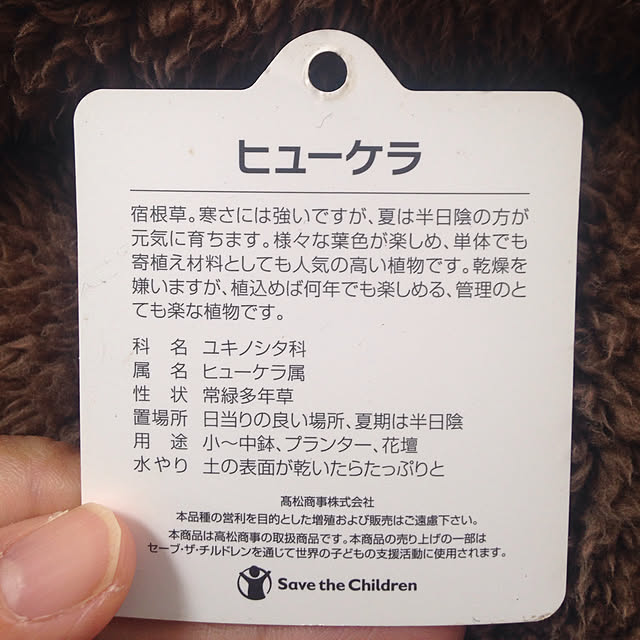 ヒューケラ
宿根草。寒さには強いですが、夏は半日陰の方が
元気に育ちます。様々な葉色が楽しめ、単体でも
寄植え材料としても人気の高い植物です。乾燥を
嫌いますが、植込めば何年でも楽しめる、管理のと
ても楽な植物です。
科　名　ユキノシタ科
属　名　ヒューケラ属
性　状　常緑多年草
置場所　日当りの良い場所、夏期は半日陰
用　途　小〜中鉢、プランター、花壇
水やり　土の表面が乾いたらたっぷりと
髙松商事株式会社
本品種の営利を目的とした増殖および販売はご遠慮下さい。
本商品は髙松商事の取扱商品です。本商品の売り上げの一部は
セーブ・ザ・チルドレンを通じて世界の子どもの支援活動に使用されます。
Save the Children